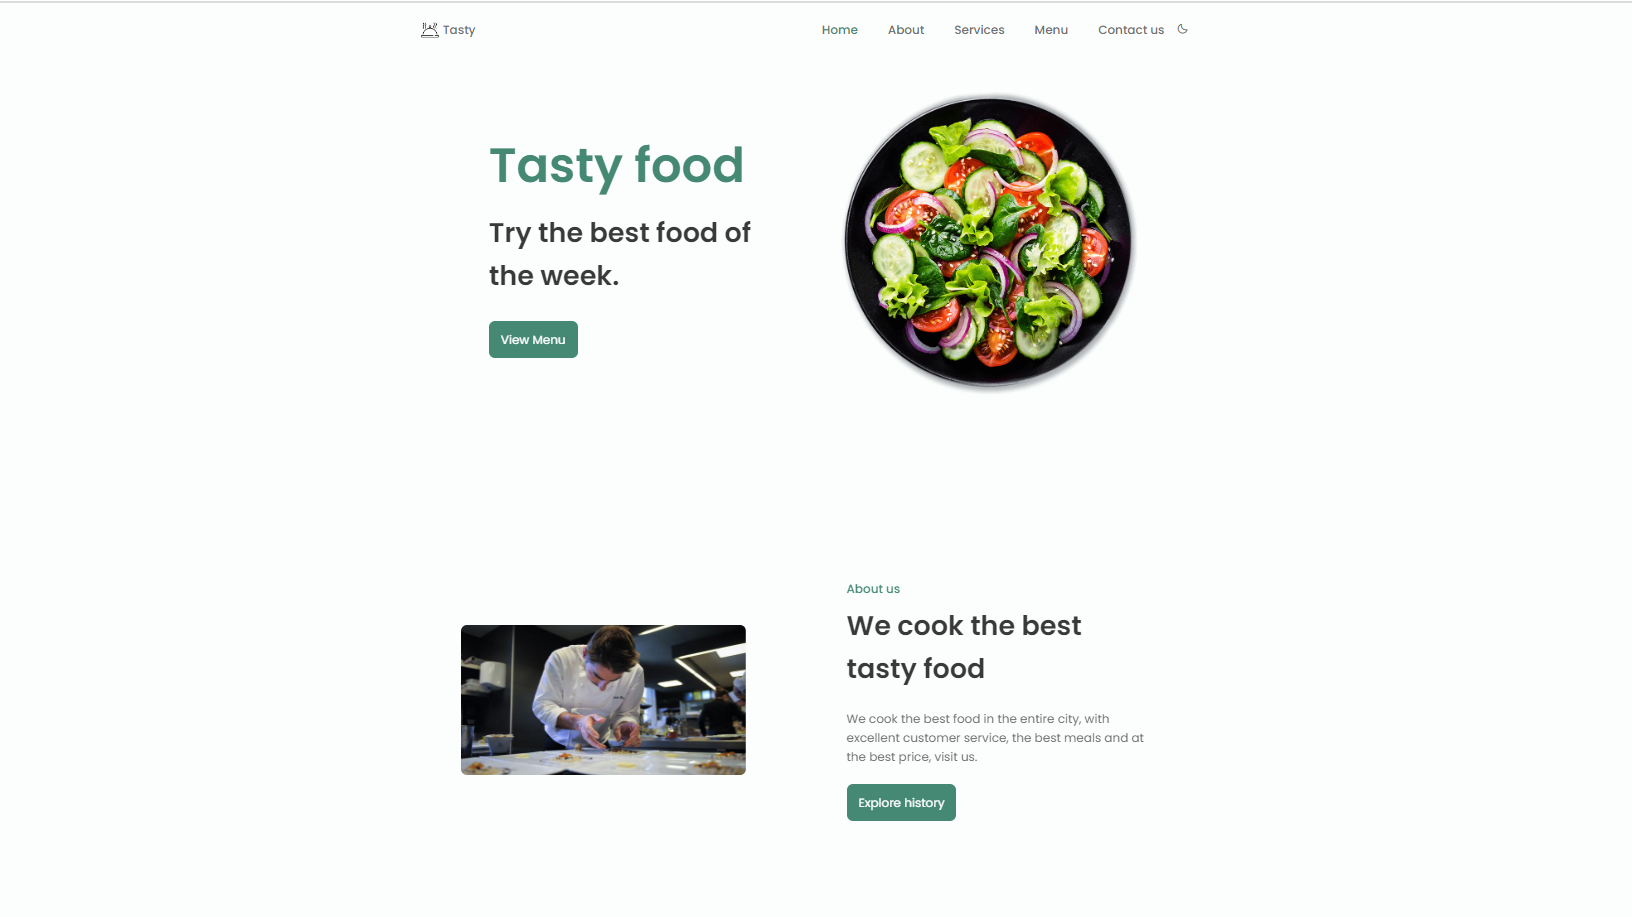 Tasty
Home About Services Menu Contact us
Tasty food
Try the best food of
the week.
View Menu
About us
We cook the best
tasty food
We cook the best food in the entire city, with
excellent customer service, the best meals and at
the best price, visit us.
Explore history